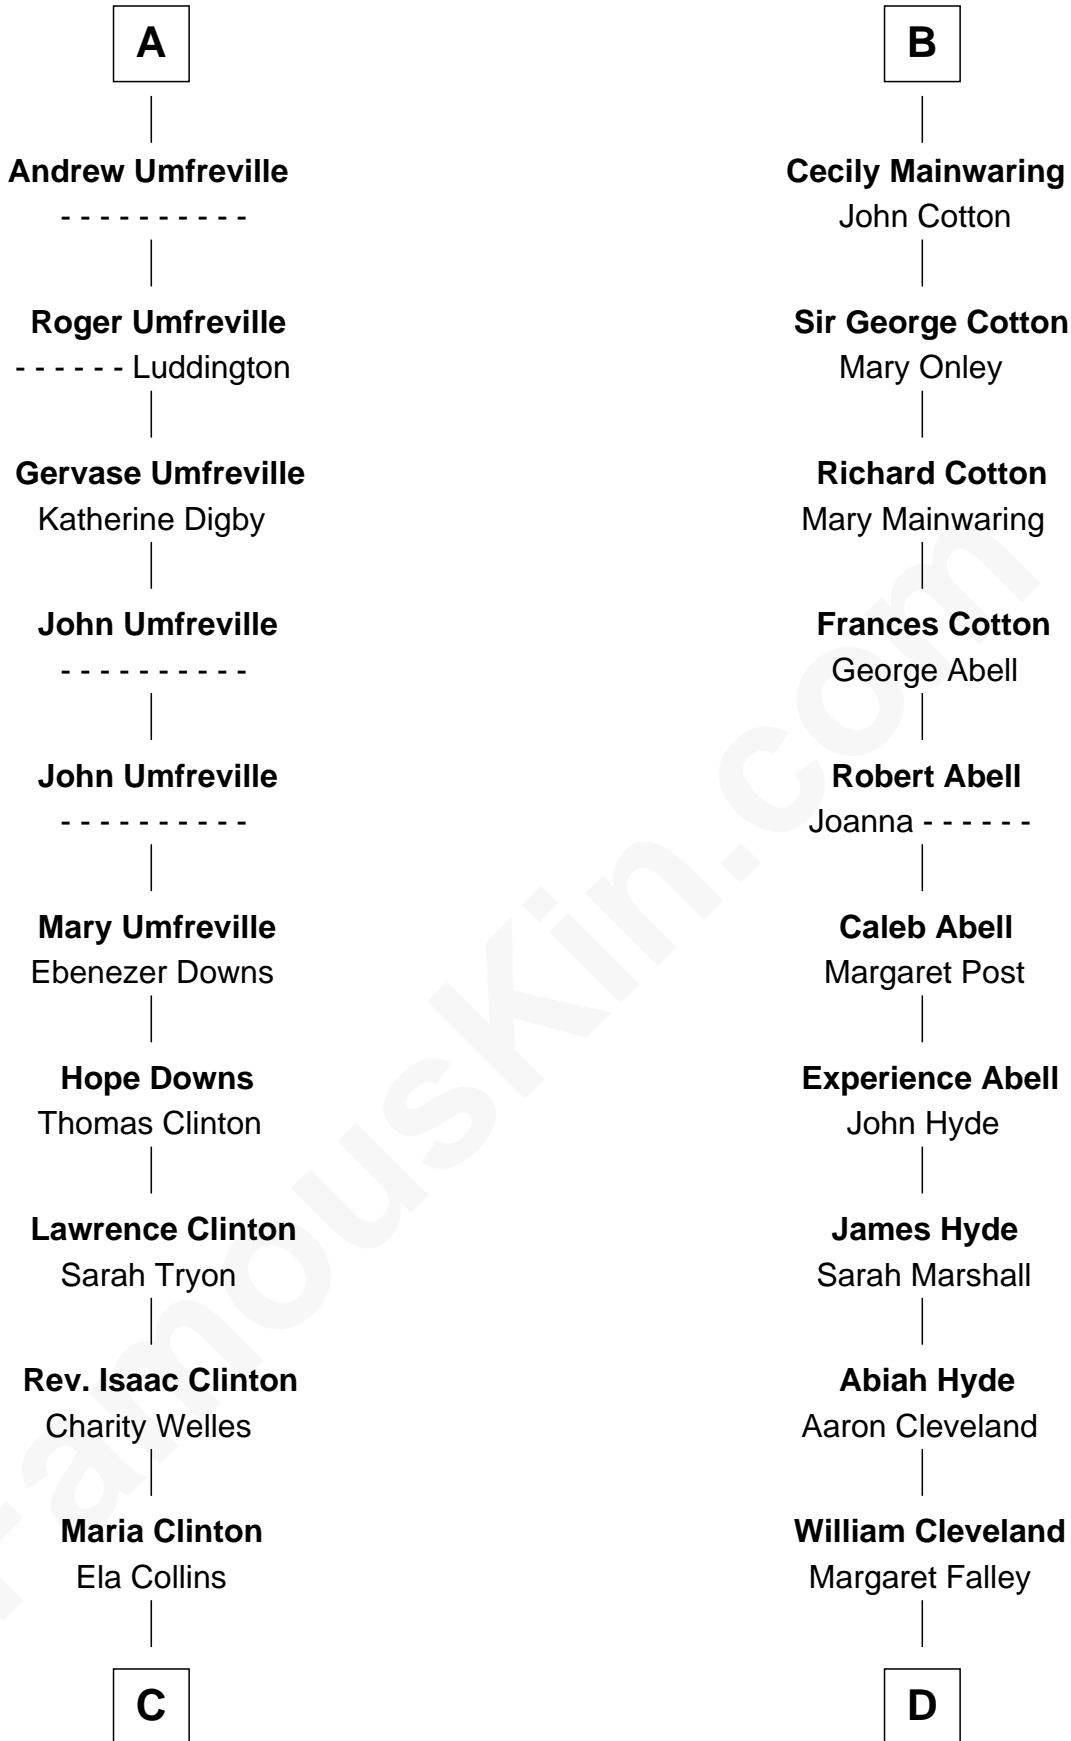 A
Andrew Umfreville
- - - - - - - - - -
Roger Umfreville
- - - - - - Luddington
Gervase Umfreville
Katherine Digby
John Umfreville
- - - - - - - - - -
John Umfreville
- - - - - - - - - -
Mary Umfreville
Ebenezer Downs
Hope Downs
Thomas Clinton
Lawrence Clinton
Sarah Tryon
Rev. Isaac Clinton
Charity Welles
Maria Clinton
Ela Collins
C
B
Cecily Mainwaring
John Cotton
Sir George Cotton
Mary Onley
Richard Cotton
Mary Mainwaring
Frances Cotton
George Abell
Robert Abell
Joanna - - - - - -
Caleb Abell
Margaret Post
Experience Abell
John Hyde
James Hyde
Sarah Marshall
Abiah Hyde
Aaron Cleveland
William Cleveland
Margaret Falley
D
FamousKin.com